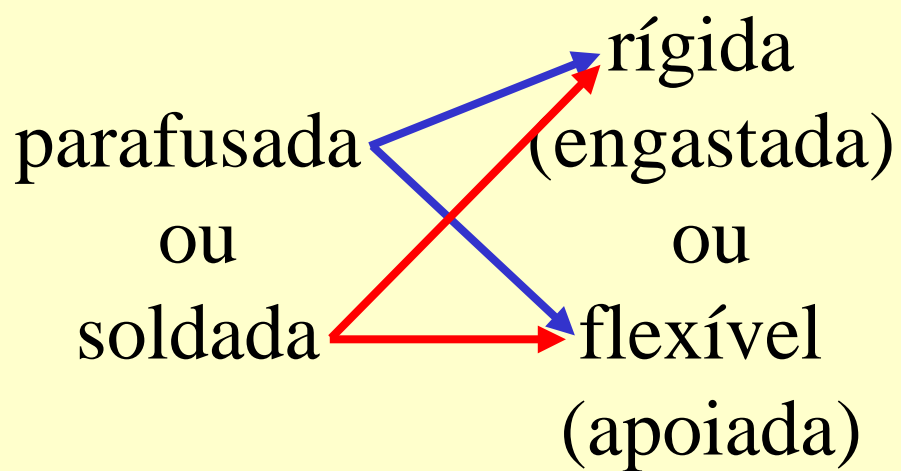 rígida
parafusada
(engastada)
ou
ou
soldada
flexível
(apoiada)